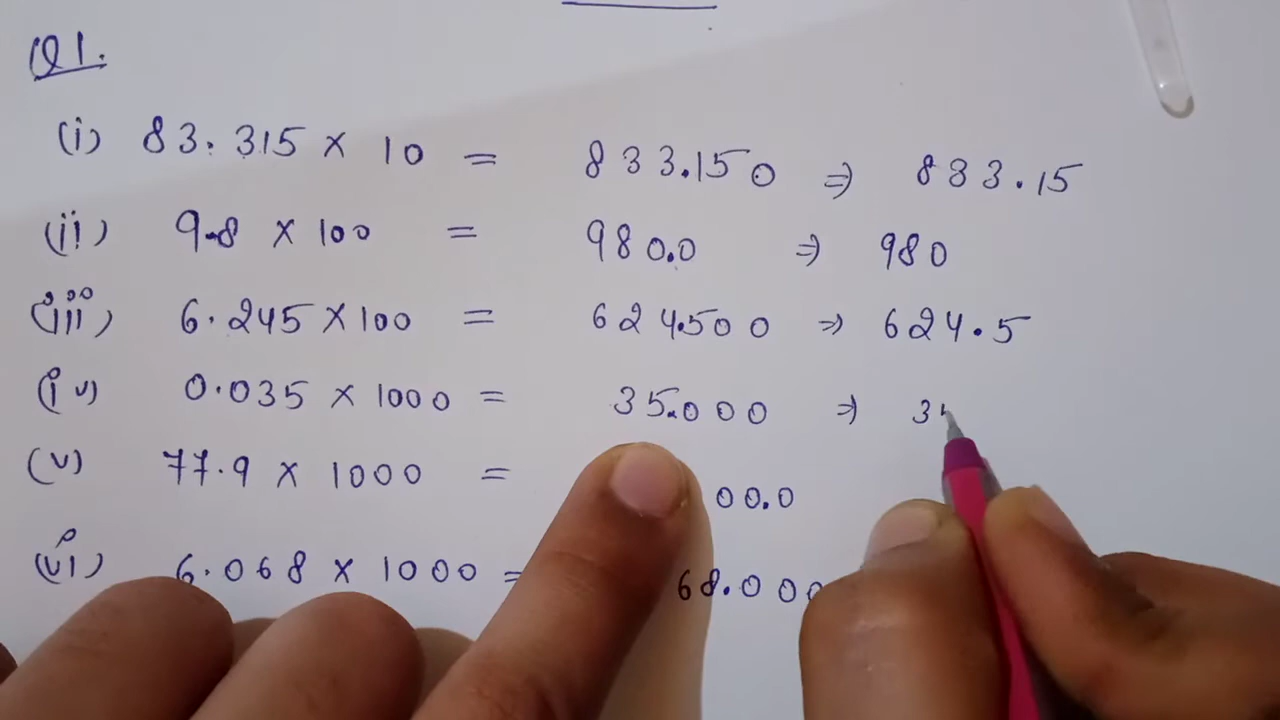 Q1.
(i) 83.315 × 10 = 833.150 ⇒ 833.15
(ii) 9.8 × 100 = 980.0 ⇒ 980
(iii) 6.245 × 100 = 624.500 ⇒ 624.5
(iv) 0.035 × 1000 = 35.000 ⇒ 3
(v) 77.9 × 1000 = 00.0
(vi) 6.068 × 1000 = 68.000